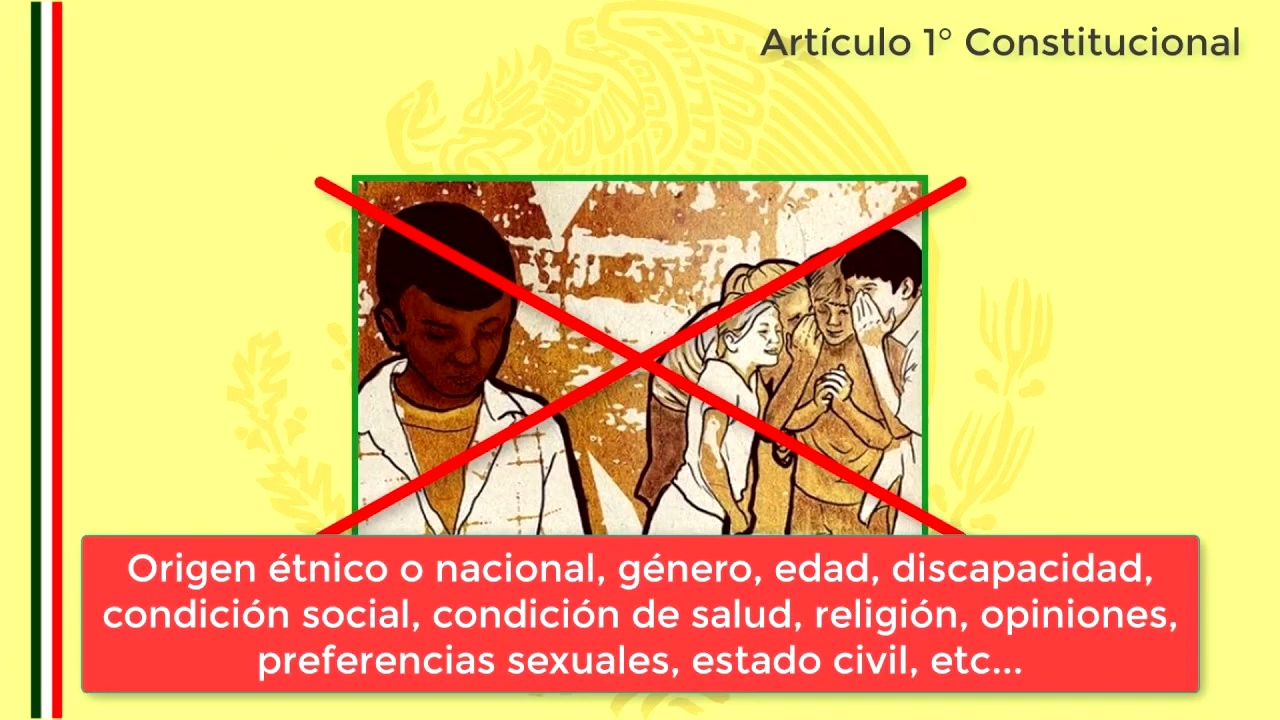 Artículo 1° Constitucional
Origen étnico o nacional, género, edad, discapacidad,
condición social, condición de salud, religión, opiniones,
preferencias sexuales, estado civil, etc...